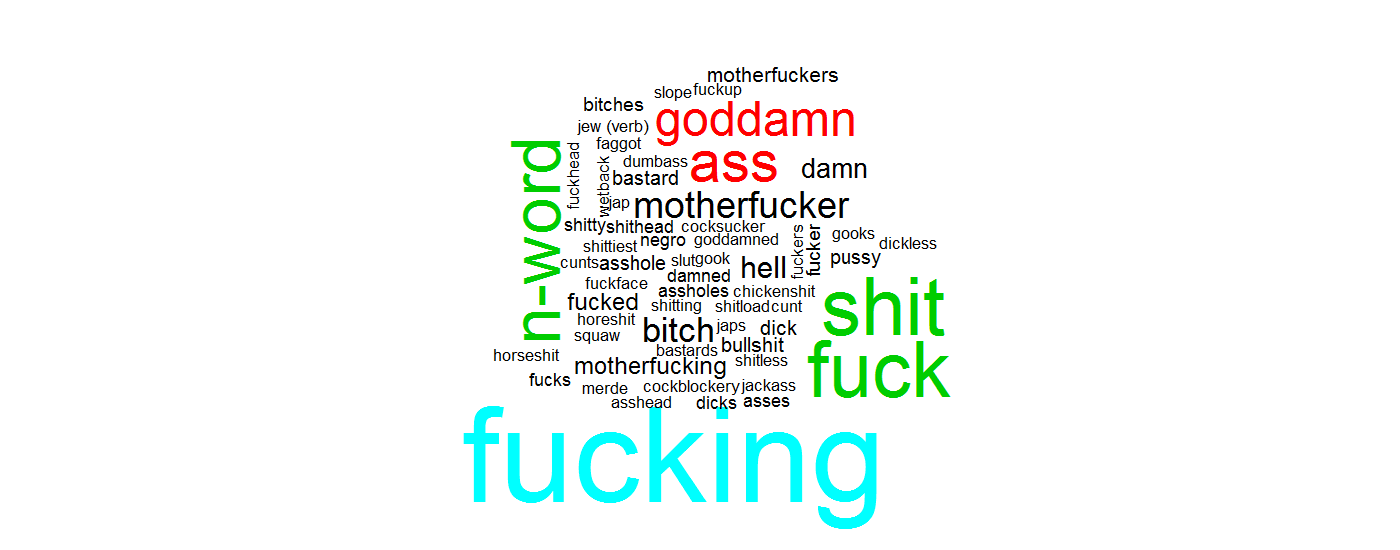 motherfuckers
slope fuckup
bitches
goddamn
jew (verb)
faggot
n-word
fuckhead
wetback
dumbass
ass
damn
bastard
jap
motherfucker
shitty shithead cocksucker
fuckers
fucker
gooks
shittiest negro goddamned
dickless
cunts asshole slut gook
hell
pussy
damned
fuckface
assholes chickenshit
fucked shitting shitload cunt
shit
horeshit
bitch japs dick
squaw
bullshit
horseshit
bastards
shitless
motherfucking
fuck
fucks merde cockblockery jackass
asshead dicks asses
fucking